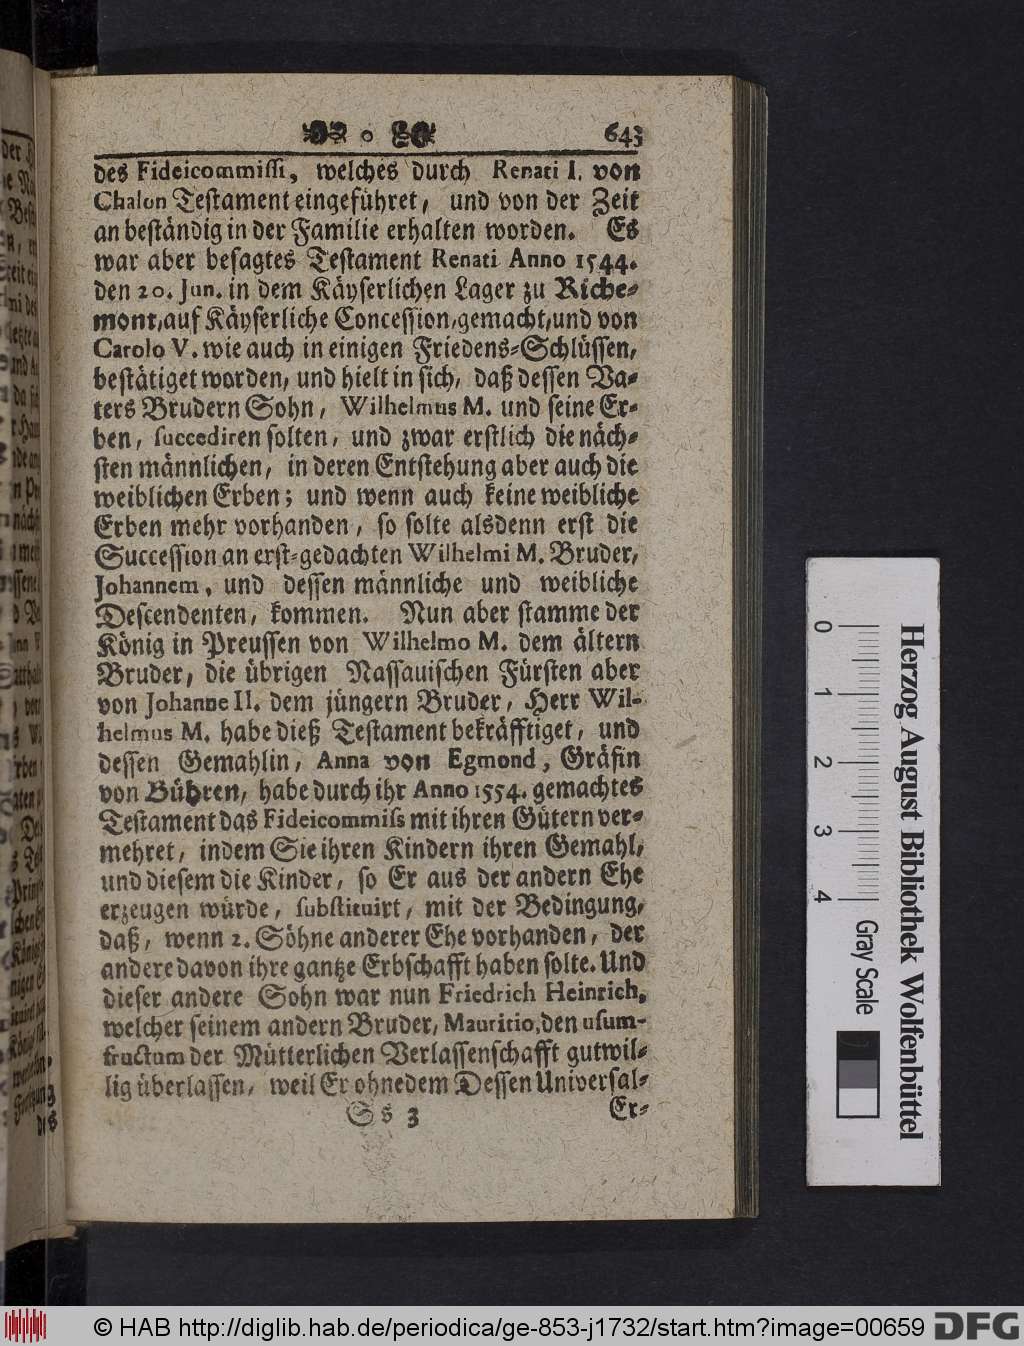 643
des Fideicommissi, welches durch Renati I. von
Chalon Testament eingeführet, und von der Zeit
an beständig in der Familie erhalten worden. Es
war aber besagtes Testament Renati Anno 1544.
den 20. Jun. in dem Käyserlichen Lager zu Riche-
mont, auf Käyserliche Concession, gemacht, und von
Carolo V. wie auch in einigen Friedens-Schlüssen,
bestätiget worden, und hielt in sich, daß dessen Va-
ters Brudern Sohn, Wilhelmus M. und seine Er-
ben, succediren solten, und zwar erstlich die näch-
sten männlichen, in deren Entstehung aber auch die
weiblichen Erben; und wenn auch keine weibliche
Erben mehr vorhanden, so solte alsdenn erst die
Succession an erst-gedachten Wilhelmi M. Bruder,
Johannem, und dessen männliche und weibliche
Descendenten, kommen. Nun aber stamme der
König in Preussen von Wilhelmo M. dem ältern
Bruder, die übrigen Nassauischen Fürsten aber
von Johanne II. dem jüngern Bruder, Herr Wil-
helmus M. habe dieß Testament bekräfftiget, und
dessen Gemahlin, Anna von Egmond, Gräfin
von Bühren, habe durch ihr Anno 1554. gemachtes
Testament das Fideicommiss mit ihren Gütern ver-
mehret, indem Sie ihren Kindern ihren Gemahl,
und diesem die Kinder, so Er aus der andern Ehe
erzeugen würde, substituirt, mit der Bedingung,
daß, wenn 2. Söhne anderer Ehe vorhanden, der
andere davon ihre gantze Erbschafft haben solte. Und
dieser andere Sohn war nun Friedrich Heinrich,
welcher seinem andern Bruder, Mauritio, den usum-
fructum der Mütterlichen Verlassenschafft gutwil-
lig überlassen, weil Er ohnedem Dessen Universal-
Ss 3 Er-
0 1 2 3 4 Gray Scale
Herzog August Bibliothek Wolfenbüttel
© HAB http://diglib.hab.de/periodica/ge-853-j1732/start.htm?image=00659 DFG